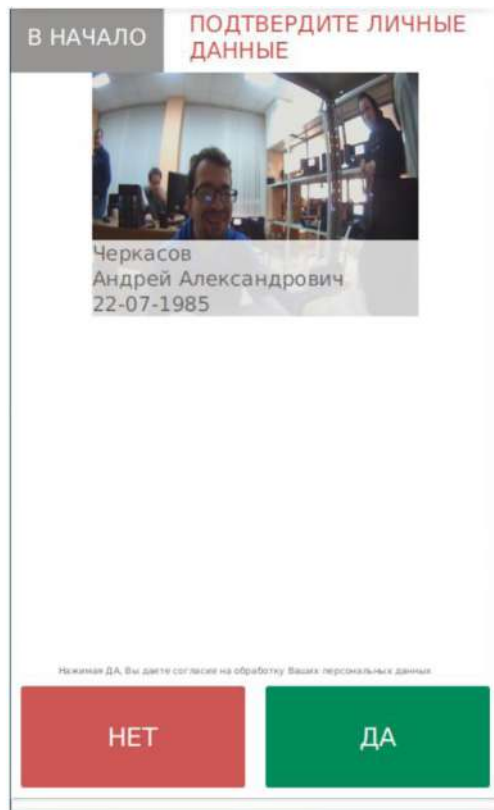 В НАЧАЛО
ПОДТВЕРДИТЕ ЛИЧНЫЕ
ДАННЫЕ
Черкасов
Андрей Александрович
22-07-1985
Нажимая ДА, Вы даете согласие на обработку Ваших персональных данных
НЕТ
ДА